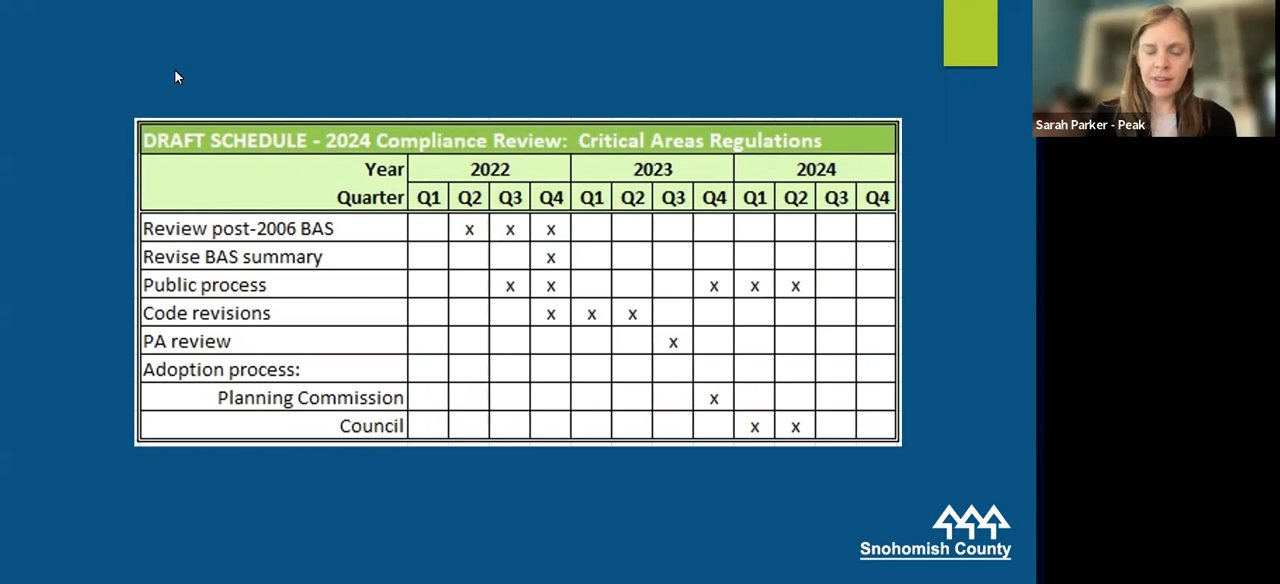 DRAFT SCHEDULE - 2024 Compliance Review: Critical Areas Regulations
Year 2022 2023 2024
Quarter Q1 Q2 Q3 Q4 Q1 Q2 Q3 Q4 Q1 Q2 Q3 Q4
Review post-2006 BAS x x x
Revise BAS summary x
Public process x x x x x
Code revisions x x x
PA review x
Adoption process:
Planning Commission x
Council x x
Sarah Parker - Peak
Snohomish County